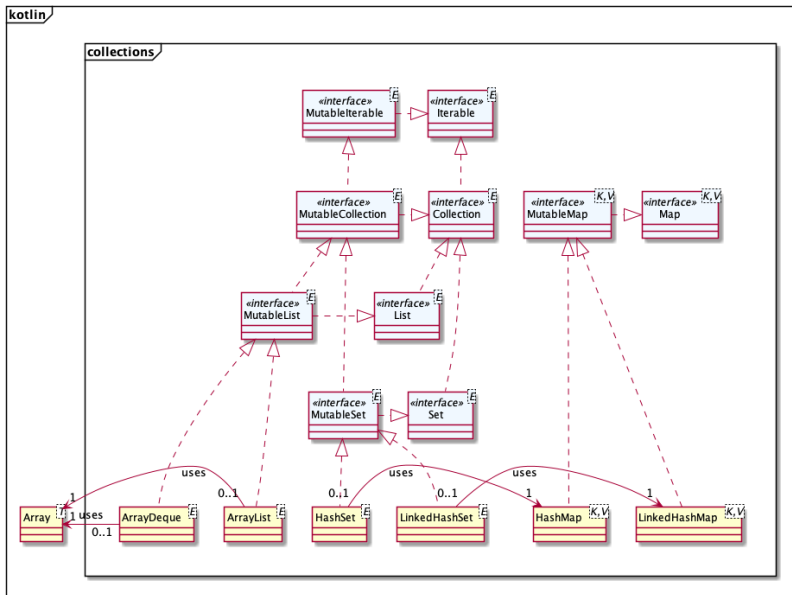 kotlin
collections
E
E
«interface»
MutableIterable
«interface»
Iterable
E
E
K,V
K,V
«interface»
MutableCollection
«interface»
Collection
«interface»
MutableMap
«interface»
Map
E
E
«interface»
MutableList
«interface»
List
E
E
«interface»
MutableSet
«interface»
Set
uses
uses
uses
1
0..1
0..1
1
0..1
1
T
E
E
E
E
K,V
K,V
Array
1
uses
ArrayDeque
ArrayList
HashSet
LinkedHashSet
HashMap
LinkedHashMap
0..1